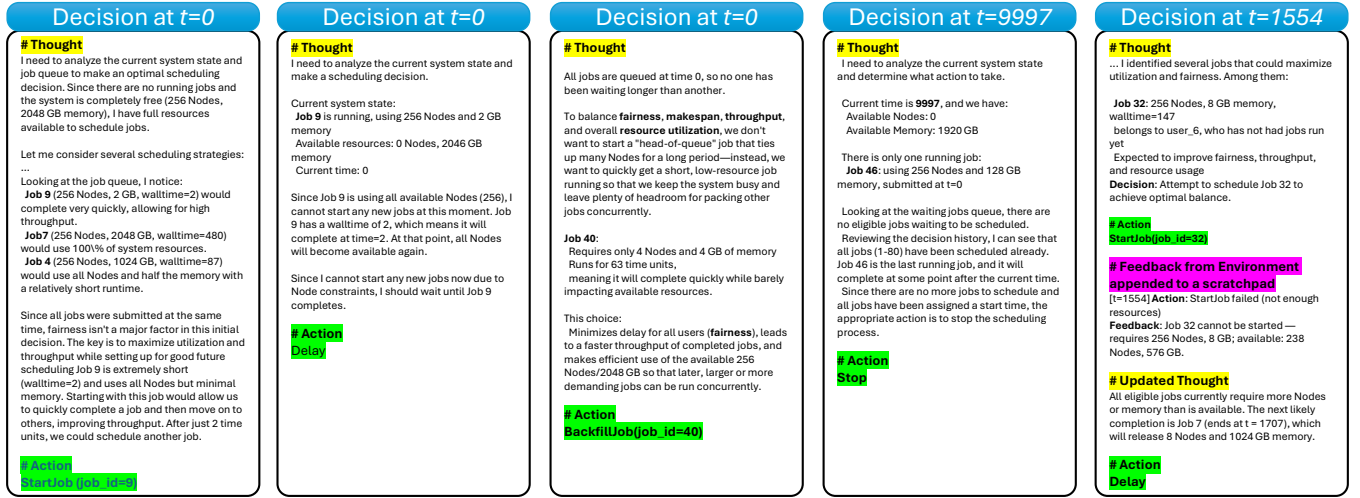 Decision at t=0
# Thought
I need to analyze the current system state and
job queue to make an optimal scheduling
decision. Since there are no running jobs and
the system is completely free (256 Nodes,
2048 GB memory), I have full resources
available to schedule jobs.
Let me consider several scheduling strategies:
...
Looking at the job queue, I notice:
Job 9 (256 Nodes, 2 GB, walltime=2) would
complete very quickly, allowing for high
throughput.
Job7 (256 Nodes, 2048 GB, walltime=480)
would use 100\% of system resources.
Job 4 (256 Nodes, 1024 GB, walltime=87)
would use all Nodes and half the memory with
a relatively short runtime.
Since all jobs were submitted at the same
time, fairness isn't a major factor in this initial
decision. The key is to maximize utilization and
throughput while setting up for good future
scheduling Job 9 is extremely short
(walltime=2) and uses all Nodes but minimal
memory. Starting with this job would allow us
to quickly complete a job and then move on to
others, improving throughput. After just 2 time
units, we could schedule another job.
# Action
StartJob (job_id=9)
Decision at t=0
# Thought
I need to analyze the current system state and
make a scheduling decision.
Current system state:
Job 9 is running, using 256 Nodes and 2 GB
memory
Available resources: 0 Nodes, 2046 GB
memory
Current time: 0
Since Job 9 is using all available Nodes (256), I
cannot start any new jobs at this moment. Job
9 has a walltime of 2, which means it will
complete at time=2. At that point, all Nodes
will become available again.
Since I cannot start any new jobs now due to
Node constraints, I should wait until Job 9
completes.
# Action
Delay
Decision at t=0
# Thought
All jobs are queued at time 0, so no one has
been waiting longer than another.
To balance fairness, makespan, throughput,
and overall resource utilization, we don't
want to start a "head-of-queue" job that ties
up many Nodes for a long period—instead, we
want to quickly get a short, low-resource job
running so that we keep the system busy and
leave plenty of headroom for packing other
jobs concurrently.
Job 40:
Requires only 4 Nodes and 4 GB of memory
Runs for 63 time units,
meaning it will complete quickly while barely
impacting available resources.
This choice:
Minimizes delay for all users (fairness), leads
to a faster throughput of completed jobs, and
makes efficient use of the available 256
Nodes/2048 GB so that later, larger or more
demanding jobs can be run concurrently.
# Action
BackfillJob(job_id=40)
Decision at t=9997
# Thought
I need to analyze the current system state
and determine what action to take.
Current time is 9997, and we have:
Available Nodes: 0
Available Memory: 1920 GB
There is only one running job:
Job 46: using 256 Nodes and 128 GB
memory, submitted at t=0
Looking at the waiting jobs queue, there are
no eligible jobs waiting to be scheduled.
Reviewing the decision history, I can see that
all jobs (1-80) have been scheduled already.
Job 46 is the last running job, and it will
complete at some point after the current time.
Since there are no more jobs to schedule and
all jobs have been assigned a start time, the
appropriate action is to stop the scheduling
process.
# Action
Stop
Decision at t=1554
# Thought
... I identified several jobs that could maximize
utilization and fairness. Among them:
Job 32: 256 Nodes, 8 GB memory,
walltime=147
belongs to user_6, who has not had jobs run
yet
Expected to improve fairness, throughput,
and resource usage
Decision: Attempt to schedule Job 32 to
achieve optimal balance.
# Action
StartJob(job_id=32)
# Feedback from Environment
appended to a scratchpad
[t=1554] Action: StartJob failed (not enough
resources)
Feedback: Job 32 cannot be started —
requires 256 Nodes, 8 GB; available: 238
Nodes, 576 GB.
# Updated Thought
All eligible jobs currently require more Nodes
or memory than is available. The next likely
completion is Job 7 (ends at t = 1707), which
will release 8 Nodes and 1024 GB memory.
# Action
Delay